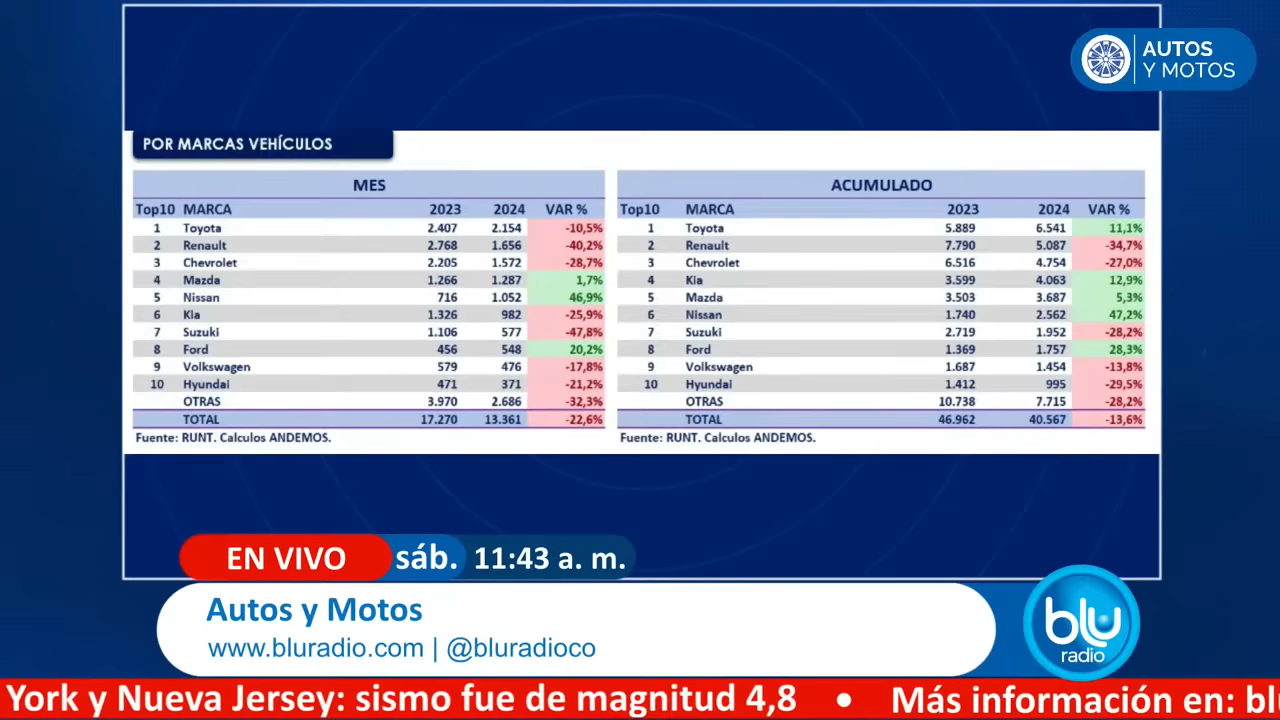 AUTOS
Y MOTOS
POR MARCAS VEHÍCULOS
MES
Top10 MARCA 2023 2024 VAR %
1 Toyota 2.407 2.154 -10,5%
2 Renault 2.768 1.656 -40,2%
3 Chevrolet 2.205 1.572 -28,7%
4 Mazda 1.266 1.287 1,7%
5 Nissan 716 1.052 46,9%
6 Kia 1.326 982 -25,9%
7 Suzuki 1.106 577 -47,8%
8 Ford 456 548 20,2%
9 Volkswagen 579 476 -17,8%
10 Hyundai 471 371 -21,2%
OTRAS 3.970 2.686 -32,3%
TOTAL 17.270 13.361 -22,6%
Fuente: RUNT. Calculos ANDEMOS.
ACUMULADO
Top10 MARCA 2023 2024 VAR %
1 Toyota 5.889 6.541 11,1%
2 Renault 7.790 5.087 -34,7%
3 Chevrolet 6.516 4.754 -27,0%
4 Kia 3.599 4.063 12,9%
5 Mazda 3.503 3.687 5,3%
6 Nissan 1.740 2.562 47,2%
7 Suzuki 2.719 1.952 -28,2%
8 Ford 1.369 1.757 28,3%
9 Volkswagen 1.687 1.454 -13,8%
10 Hyundai 1.412 995 -29,5%
OTRAS 10.738 7.715 -28,2%
TOTAL 46.962 40.567 -13,6%
Fuente: RUNT. Calculos ANDEMOS.
EN VIVO sáb. 11:43 a. m.
Autos y Motos
www.bluradio.com | @bluradioco
blu
radio
York y Nueva Jersey: sismo fue de magnitud 4,8 • Más información en: bl